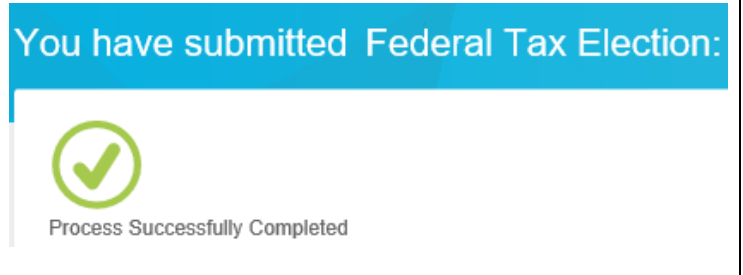 You have submitted Federal Tax Election:
Process Successfully Completed